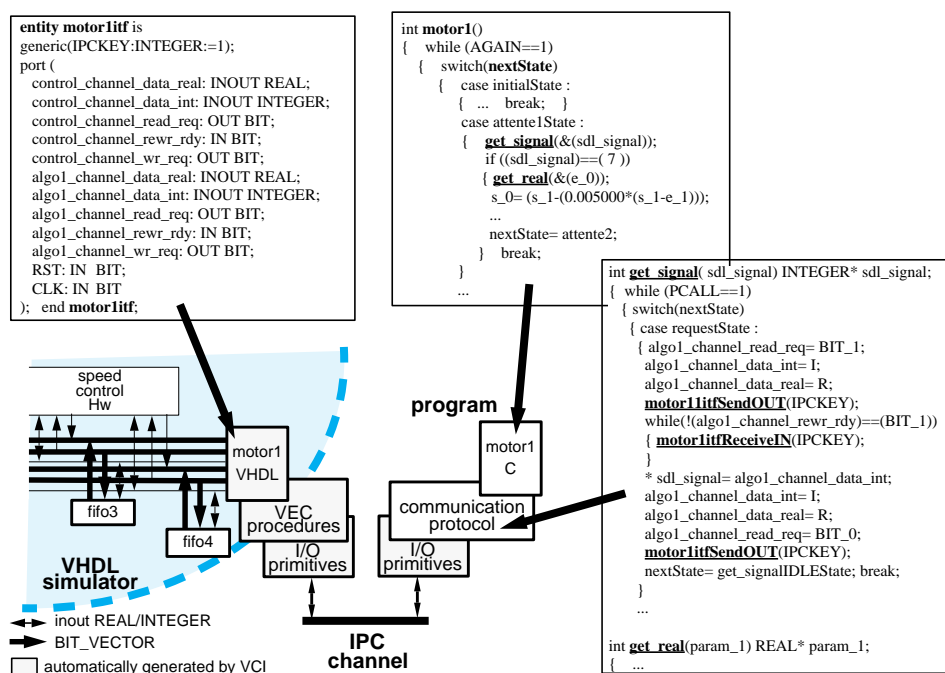 entity motor1itf is
generic(IPCKEY:INTEGER:=1);
port (
control_channel_data_real: INOUT REAL;
control_channel_data_int: INOUT INTEGER;
control_channel_read_req: OUT BIT;
control_channel_rewr_rdy: IN BIT;
control_channel_wr_req: OUT BIT;
algo1_channel_data_real: INOUT REAL;
algo1_channel_data_int: INOUT INTEGER;
algo1_channel_read_req: OUT BIT;
algo1_channel_rewr_rdy: IN BIT;
algo1_channel_wr_req: OUT BIT;
RST: IN BIT;
CLK: IN BIT
); end motor1itf;
int motor1()
{ while (AGAIN==1)
{ switch(nextState)
{ case initialState :
{ ... break; }
case attente1State :
{ get_signal(&(sdl_signal));
if ((sdl_signal)==( 7 ))
{ get_real(&(e_0));
s_0= (s_1-(0.005000*(s_1-e_1)));
...
nextState= attente2;
} break;
}
...
int get_signal( sdl_signal) INTEGER* sdl_signal;
{ while (PCALL==1)
{ switch(nextState)
{ case requestState :
{ algo1_channel_read_req= BIT_1;
algo1_channel_data_int= I;
algo1_channel_data_real= R;
motor11itfSendOUT(IPCKEY);
while(!(algo1_channel_rewr_rdy)==(BIT_1))
{ motor1itfReceiveIN(IPCKEY);
}
* sdl_signal= algo1_channel_data_int;
algo1_channel_data_int= I;
algo1_channel_data_real= R;
algo1_channel_read_req= BIT_0;
motor1itfSendOUT(IPCKEY);
nextState= get_signalIDLEState; break;
}
...
int get_real(param_1) REAL* param_1;
{ ...
speed
control
Hw
motor1
VHDL
VEC
procedures
I/O
primitives
fifo3
fifo4
VHDL
simulator
program
motor1
C
communication
protocol
I/O
primitives
IPC
channel
inout REAL/INTEGER
BIT_VECTOR
automatically generated by VCI